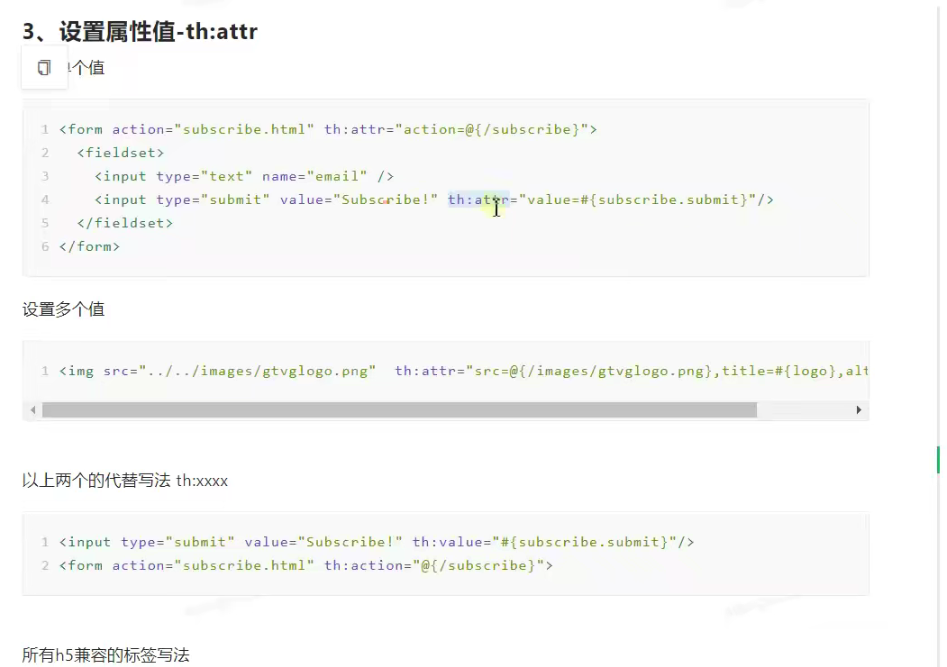 3、设置属性值-th:attr
个值
1 <form action="subscribe.html" th:attr="action=@{/subscribe}">
2 <fieldset>
3 <input type="text" name="email" />
4 <input type="submit" value="Subscribe!" th:attr="value=#{subscribe.submit}"/>
5 </fieldset>
6 </form>
设置多个值
1 <img src="../../images/gtvglogo.png" th:attr="src=@{/images/gtvglogo.png},title=#{logo},alt
以上两个的代替写法 th:xxxx
1 <input type="submit" value="Subscribe!" th:value="#{subscribe.submit}"/>
2 <form action="subscribe.html" th:action="@{/subscribe}">
所有h5兼容的标签写法